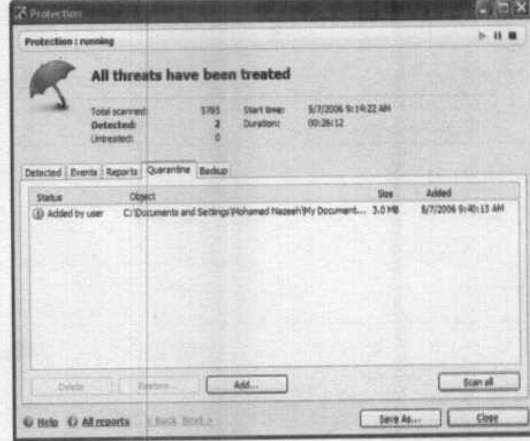 Protection
Protection : running
All threats have been treated
Total scanned: 5765 Start time: 5/7/2006 9:14:22 AM
Detected: 2 Duration: 00:26:12
Untreated: 0
Detected Events Reports Quarantine Backup
Status Object Size Added
Added by user C:\Documents and Settings\Mohamed Nazeeh\My Document... 3.0 MB 5/7/2006 9:40:13 AM
Delete Restore... Add... Scan all
Help All reports < Back Next > Save As... Close